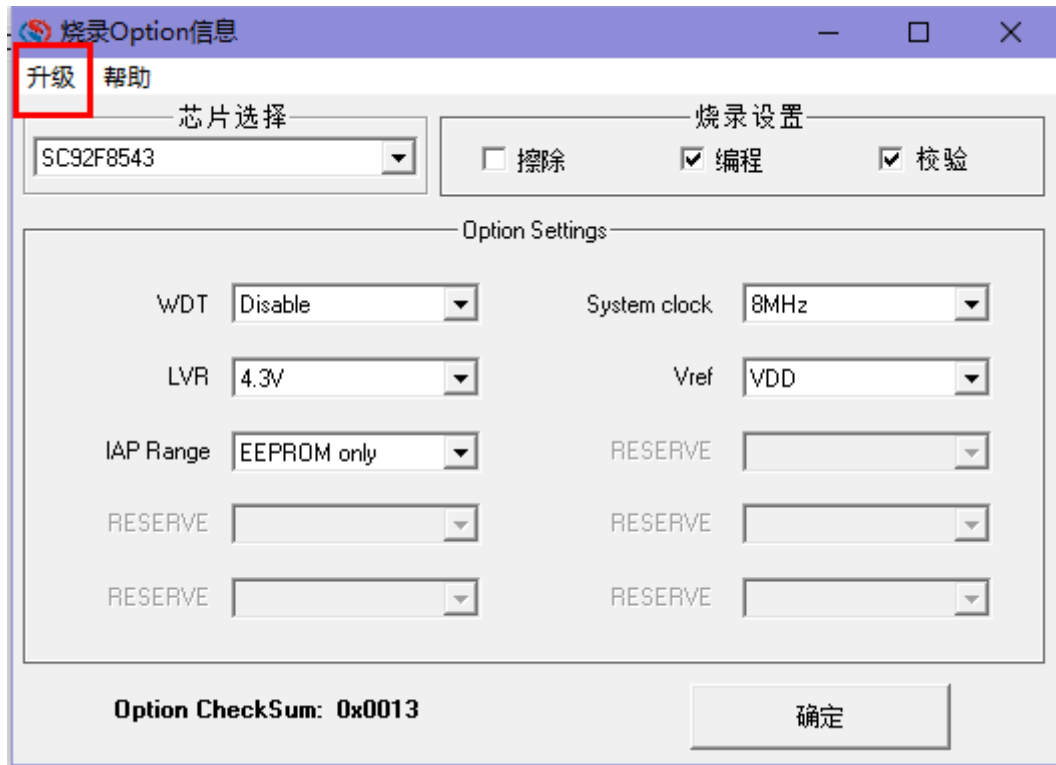 烧录Option信息
升级 帮助
芯片选择 烧录设置
SC92F8543 擦除 编程 校验
Option Settings
WDT Disable System clock 8MHz
LVR 4.3V Vref VDD
IAP Range EEPROM only RESERVE
RESERVE RESERVE
RESERVE RESERVE
Option CheckSum: 0x0013 确定